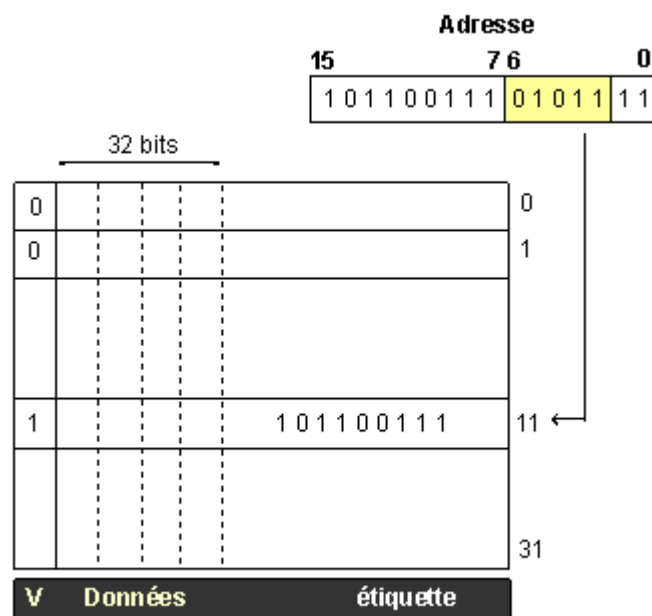 Adresse
15 7 6 0
1 0 1 1 0 0 1 1 1 0 1 0 1 1 1 1
32 bits
0 0
0 1
1 1 0 1 1 0 0 1 1 1 11
31
V Données étiquette